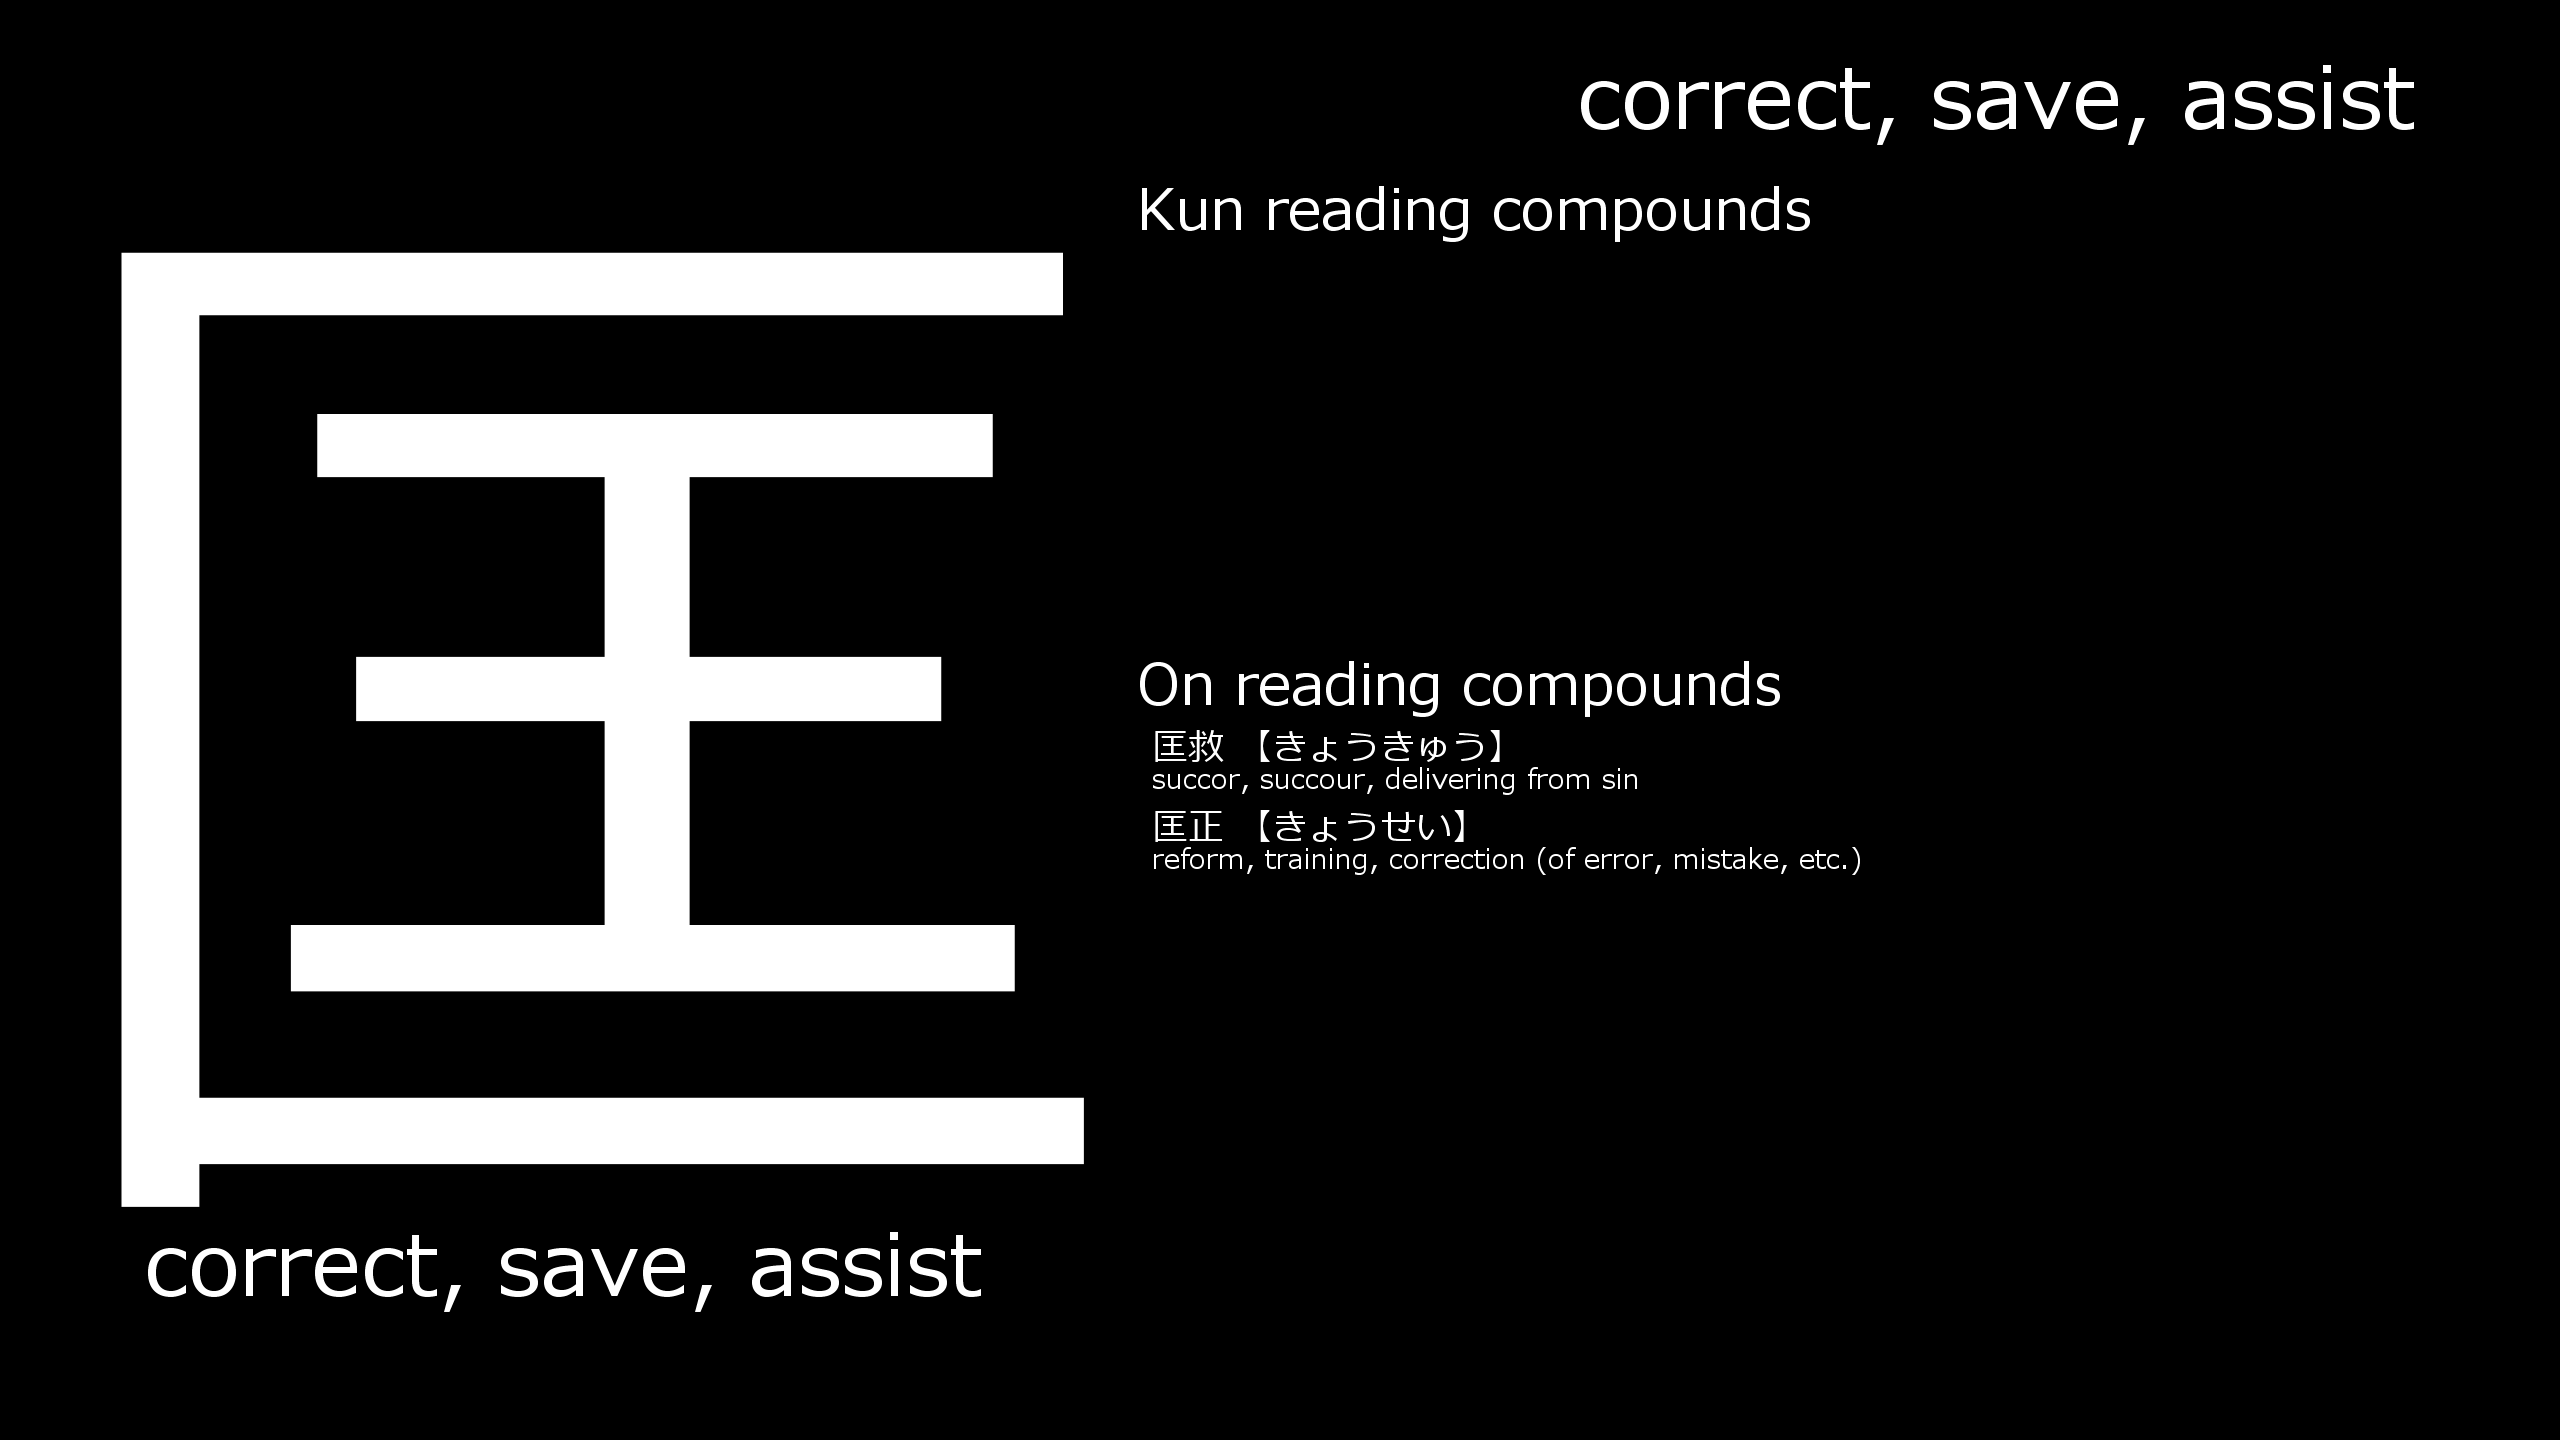 匡
correct, save, assist
correct, save, assist
Kun reading compounds
On reading compounds
匡救 【きょうきゅう】
succor, succour, delivering from sin
匡正 【きょうせい】
reform, training, correction (of error, mistake, etc.)